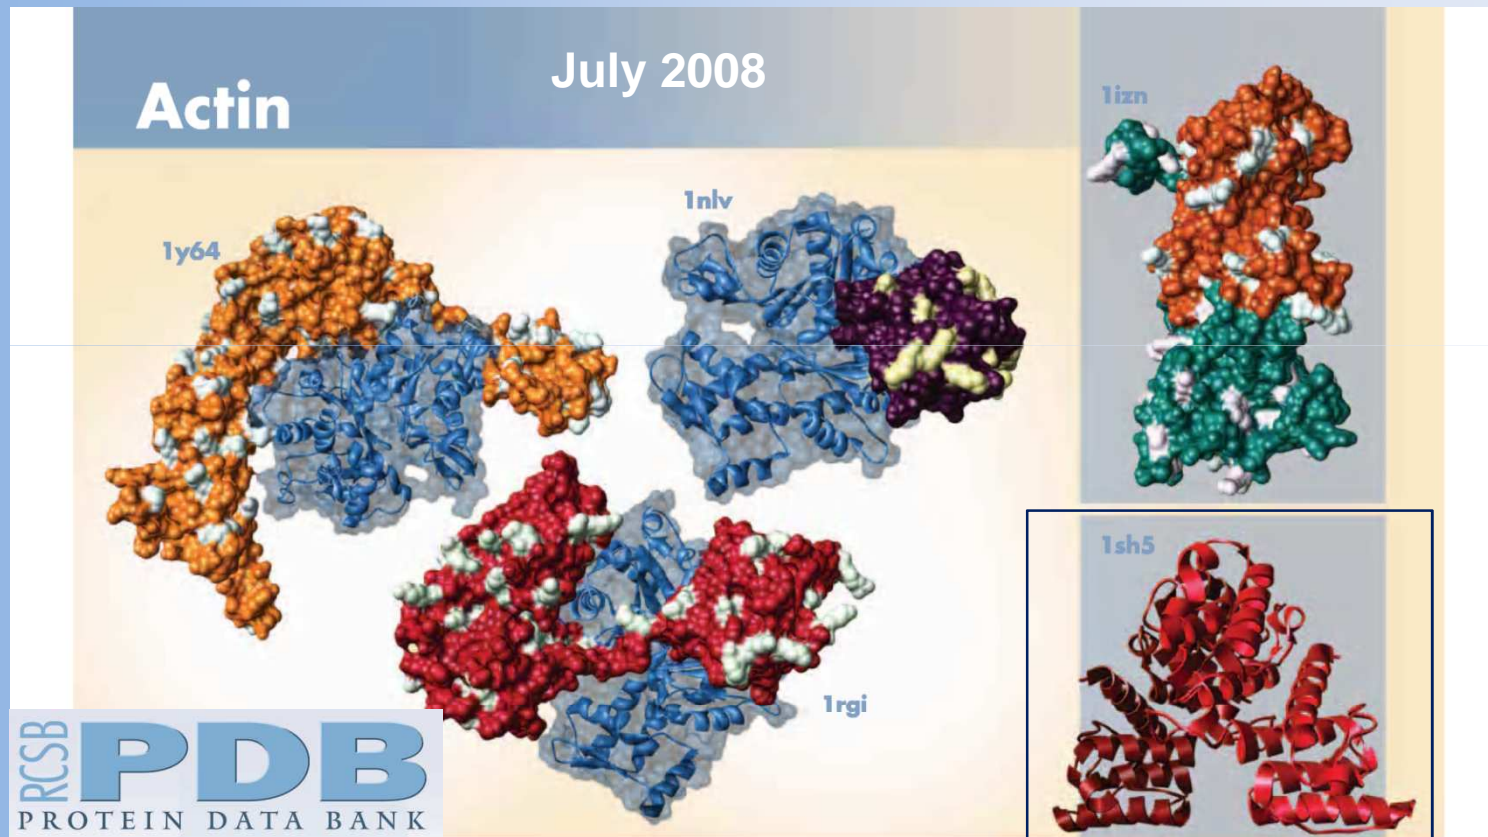 July 2008
Actin
1izn
1nlv
1y64
1sh5
1rgi
RCSB
PDB
PROTEIN DATA BANK